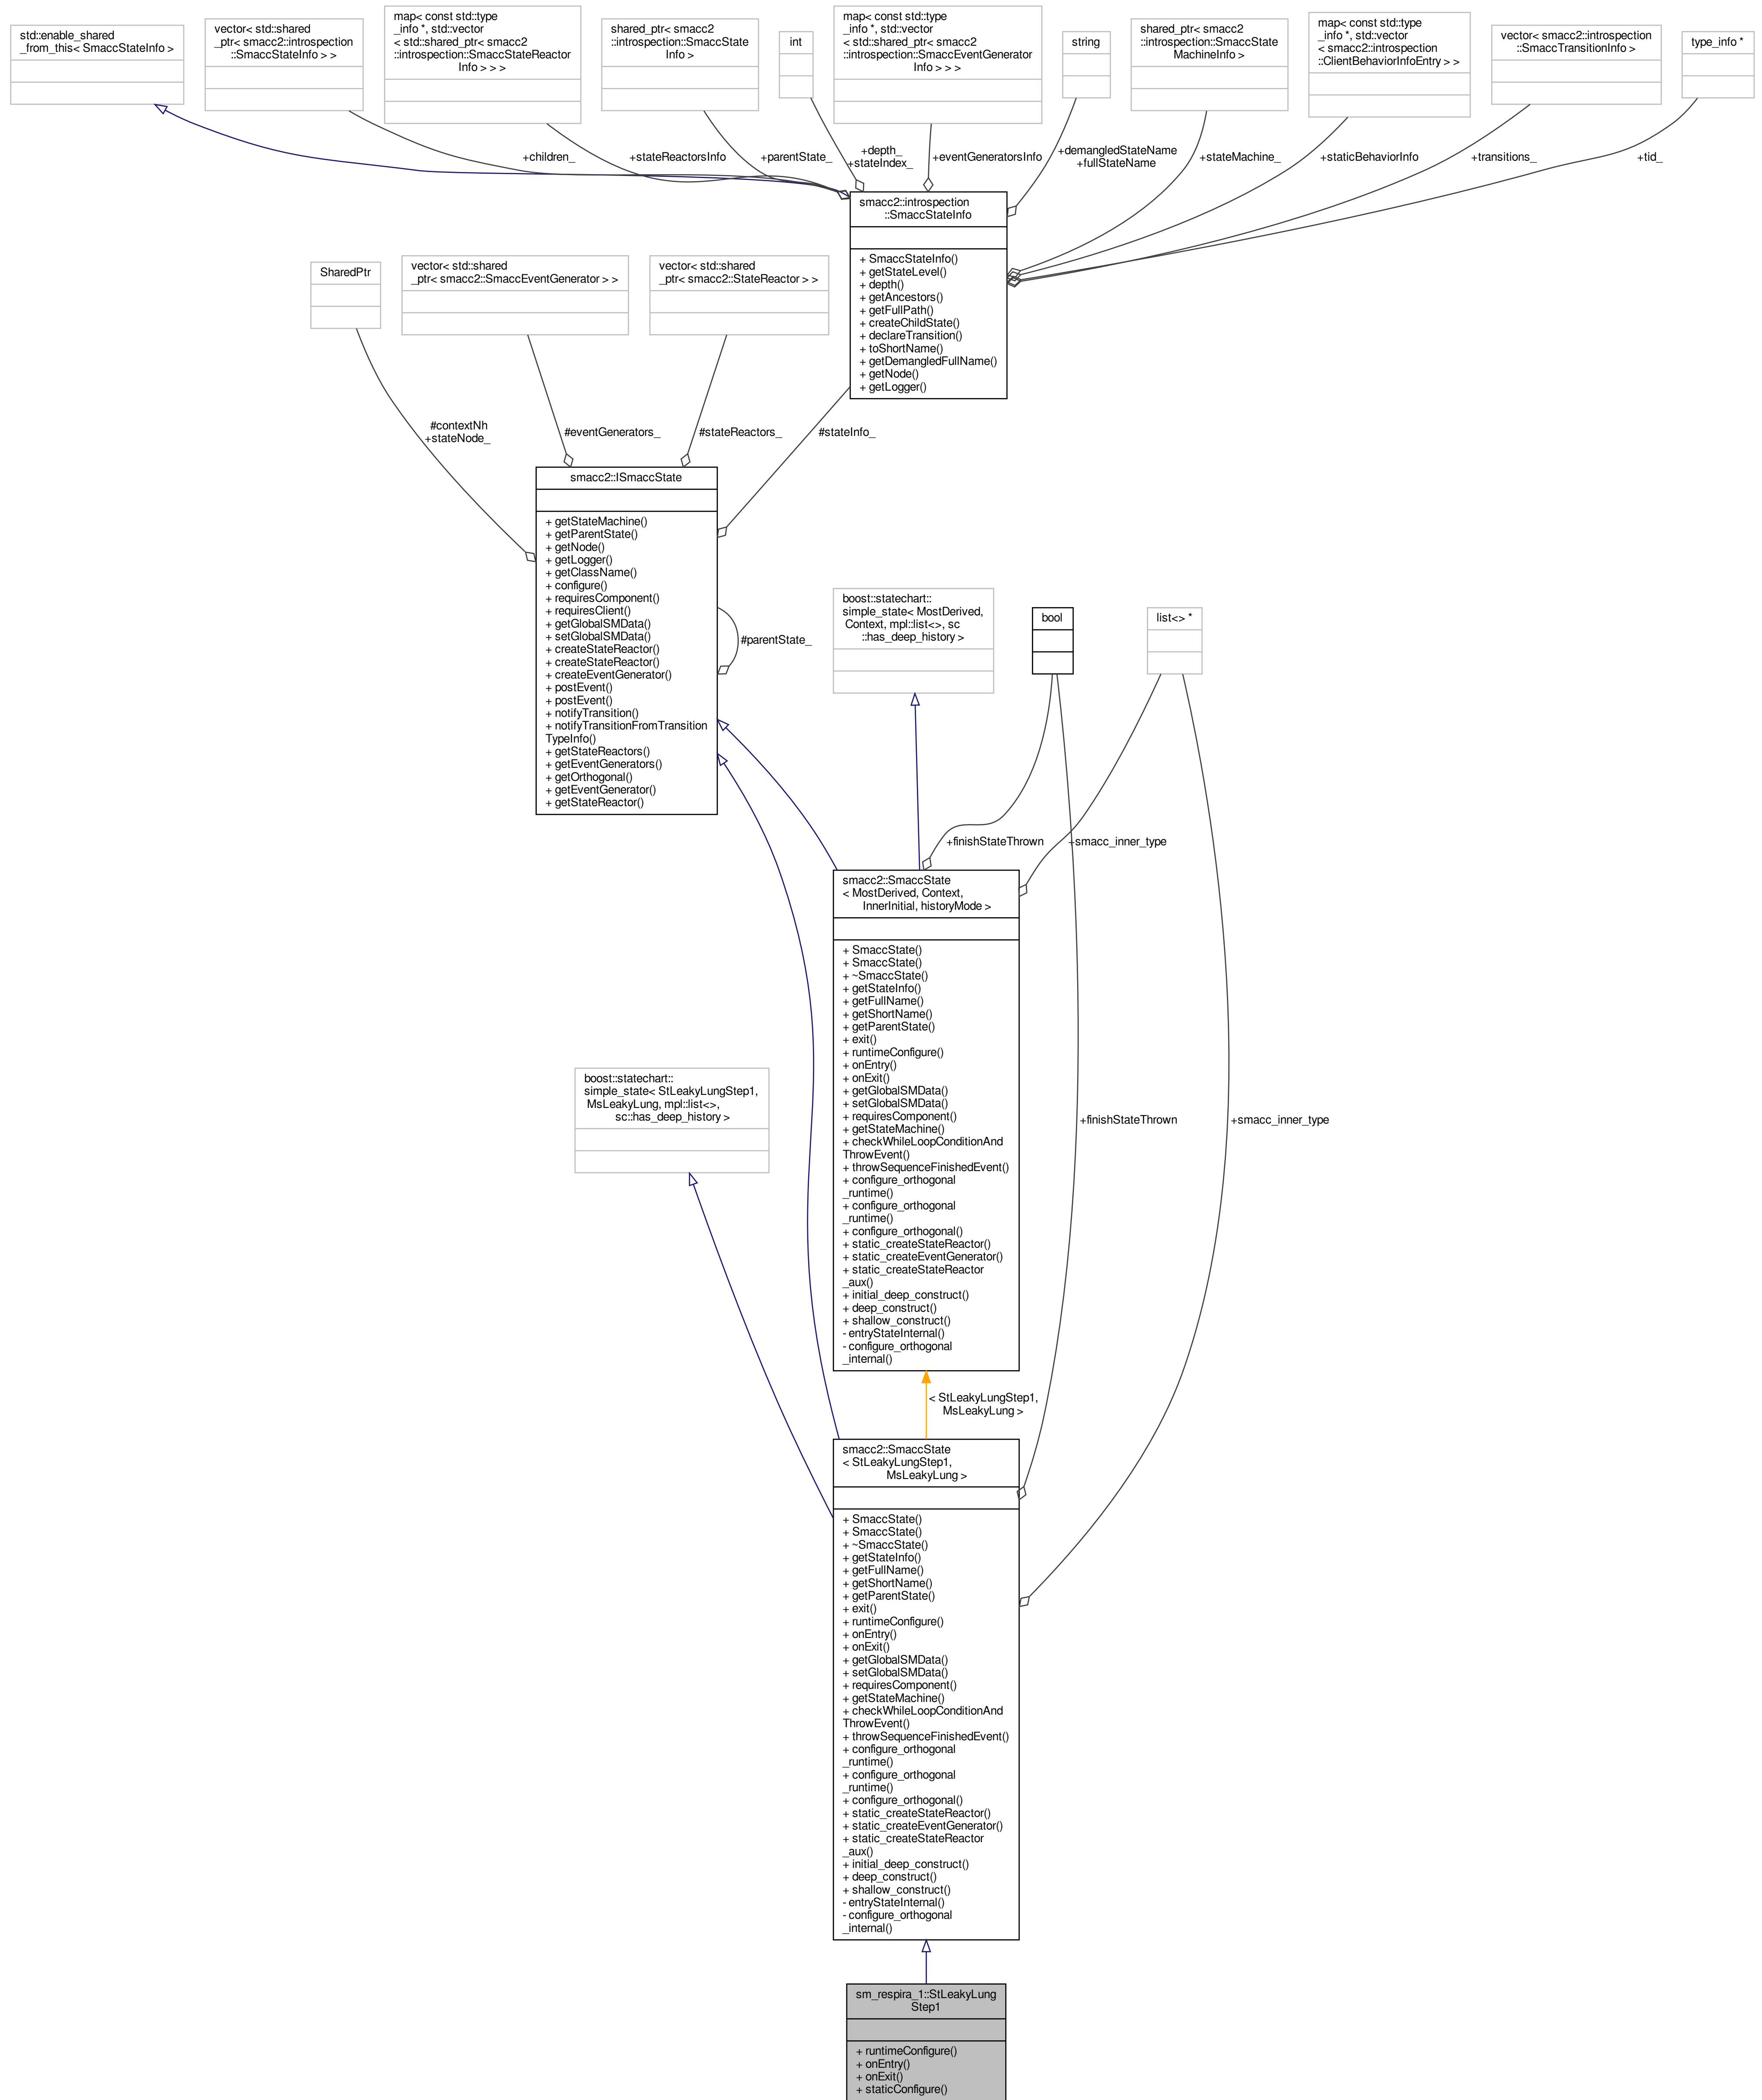 std::enable_shared
_from_this< SmaccStateInfo >
vector< std::shared
_ptr< smacc2::introspection
::SmaccStateInfo > >
map< const std::type
_info *, std::vector
< std::shared_ptr< smacc2
::introspection::SmaccStateReactor
Info > > >
shared_ptr< smacc2
::introspection::SmaccState
Info >
int
map< const std::type
_info *, std::vector
< std::shared_ptr< smacc2
::introspection::SmaccEventGenerator
Info > > >
string
shared_ptr< smacc2
::introspection::SmaccState
MachineInfo >
map< const std::type
_info *, std::vector
< smacc2::introspection
::ClientBehaviorInfoEntry > >
vector< smacc2::introspection
::SmaccTransitionInfo >
type_info *
+children_
+stateReactorsInfo
+parentState_
+depth_
+stateIndex_
+eventGeneratorsInfo
+demangledStateName
+fullStateName
+stateMachine_
+staticBehaviorInfo
+transitions_
+tid_
smacc2::introspection
::SmaccStateInfo
+ SmaccStateInfo()
+ getStateLevel()
+ depth()
+ getAncestors()
+ getFullPath()
+ createChildState()
+ declareTransition()
+ toShortName()
+ getDemangledFullName()
+ getNode()
+ getLogger()
SharedPtr
vector< std::shared
_ptr< smacc2::SmaccEventGenerator > >
vector< std::shared
_ptr< smacc2::StateReactor > >
#contextNh
+stateNode_
#eventGenerators_
#stateReactors_
#stateInfo_
smacc2::ISmaccState
+ getStateMachine()
+ getParentState()
+ getNode()
+ getLogger()
+ getClassName()
+ configure()
+ requiresComponent()
+ requiresClient()
+ getGlobalSMData()
+ setGlobalSMData()
+ createStateReactor()
+ createStateReactor()
+ createEventGenerator()
+ postEvent()
+ postEvent()
+ notifyTransition()
+ notifyTransitionFromTransition
TypeInfo()
+ getStateReactors()
+ getEventGenerators()
+ getOrthogonal()
+ getEventGenerator()
+ getStateReactor()
#parentState_
boost::statechart::
simple_state< MostDerived,
Context, mpl::list<>, sc
::has_deep_history >
bool
list<> *
+finishStateThrown
+smacc_inner_type
smacc2::SmaccState
< MostDerived, Context,
InnerInitial, historyMode >
+ SmaccState()
+ SmaccState()
+ ~SmaccState()
+ getStateInfo()
+ getFullName()
+ getShortName()
+ getParentState()
+ exit()
+ runtimeConfigure()
+ onEntry()
+ onExit()
+ getGlobalSMData()
+ setGlobalSMData()
+ requiresComponent()
+ getStateMachine()
+ checkWhileLoopConditionAnd
ThrowEvent()
+ throwSequenceFinishedEvent()
+ configure_orthogonal
_runtime()
+ configure_orthogonal
_runtime()
+ configure_orthogonal()
+ static_createStateReactor()
+ static_createEventGenerator()
+ static_createStateReactor
_aux()
+ initial_deep_construct()
+ deep_construct()
+ shallow_construct()
- entryStateInternal()
- configure_orthogonal
_internal()
boost::statechart::
simple_state< StLeakyLungStep1,
MsLeakyLung, mpl::list<>,
sc::has_deep_history >
+finishStateThrown
+smacc_inner_type
< StLeakyLungStep1,
MsLeakyLung >
smacc2::SmaccState
< StLeakyLungStep1,
MsLeakyLung >
+ SmaccState()
+ SmaccState()
+ ~SmaccState()
+ getStateInfo()
+ getFullName()
+ getShortName()
+ getParentState()
+ exit()
+ runtimeConfigure()
+ onEntry()
+ onExit()
+ getGlobalSMData()
+ setGlobalSMData()
+ requiresComponent()
+ getStateMachine()
+ checkWhileLoopConditionAnd
ThrowEvent()
+ throwSequenceFinishedEvent()
+ configure_orthogonal
_runtime()
+ configure_orthogonal
_runtime()
+ configure_orthogonal()
+ static_createStateReactor()
+ static_createEventGenerator()
+ static_createStateReactor
_aux()
+ initial_deep_construct()
+ deep_construct()
+ shallow_construct()
- entryStateInternal()
- configure_orthogonal
_internal()
sm_respira_1::StLeakyLung
Step1
+ runtimeConfigure()
+ onEntry()
+ onExit()
+ staticConfigure()